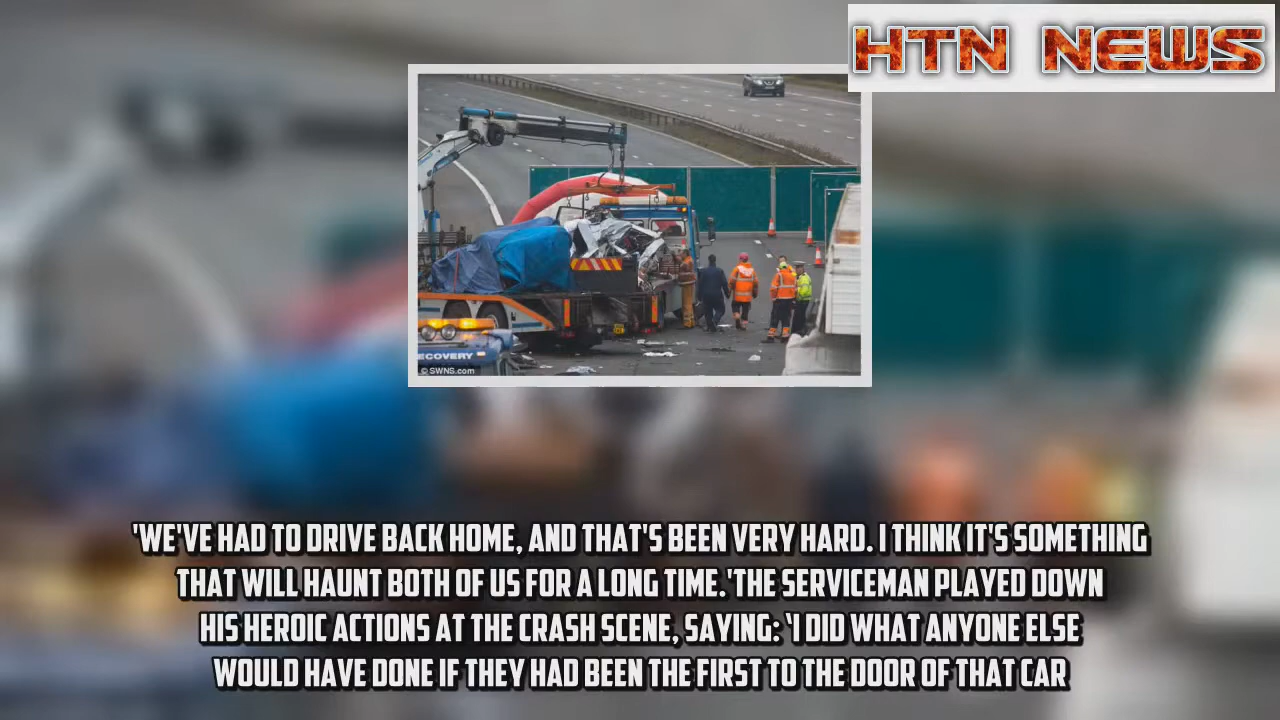 HTN NEWS
ECOVERY
© SWNS.com
'WE'VE HAD TO DRIVE BACK HOME, AND THAT'S BEEN VERY HARD. I THINK IT'S SOMETHING
THAT WILL HAUNT BOTH OF US FOR A LONG TIME.'THE SERVICEMAN PLAYED DOWN
HIS HEROIC ACTIONS AT THE CRASH SCENE, SAYING: 'I DID WHAT ANYONE ELSE
WOULD HAVE DONE IF THEY HAD BEEN THE FIRST TO THE DOOR OF THAT CAR